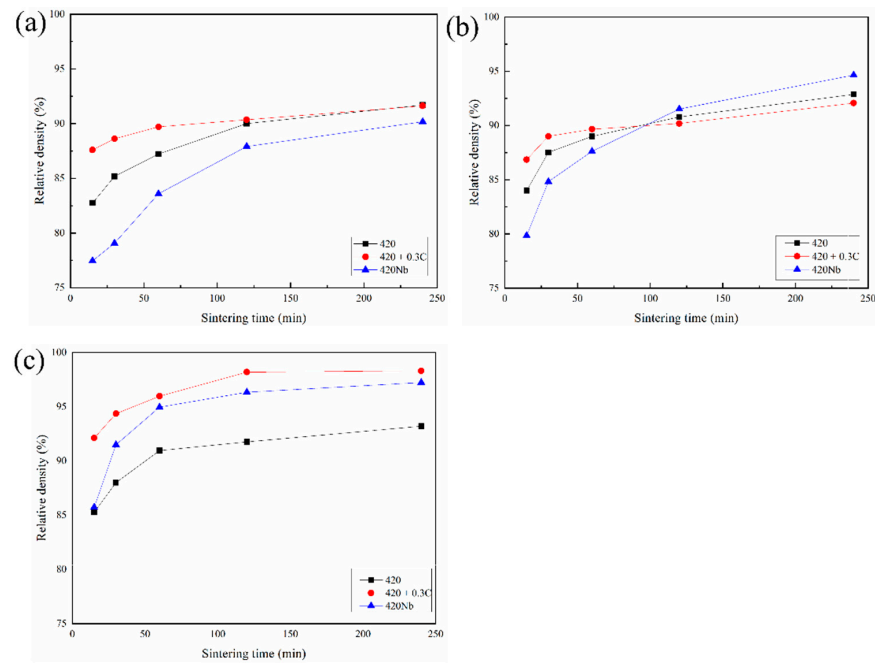 (a)
100
95
90
85
80
75
Relative density (%)
0 50 100 150 200 250
Sintering time (min)
420
420 + 0.3C
420Nb
(b)
100
95
90
85
80
75
Relative density (%)
0 50 100 150 200 250
Sintering time (min)
420
420 + 0.3C
420Nb
(c)
100
95
90
85
80
75
Relative density (%)
0 50 100 150 200 250
Sintering time (min)
420
420 + 0.3C
420Nb